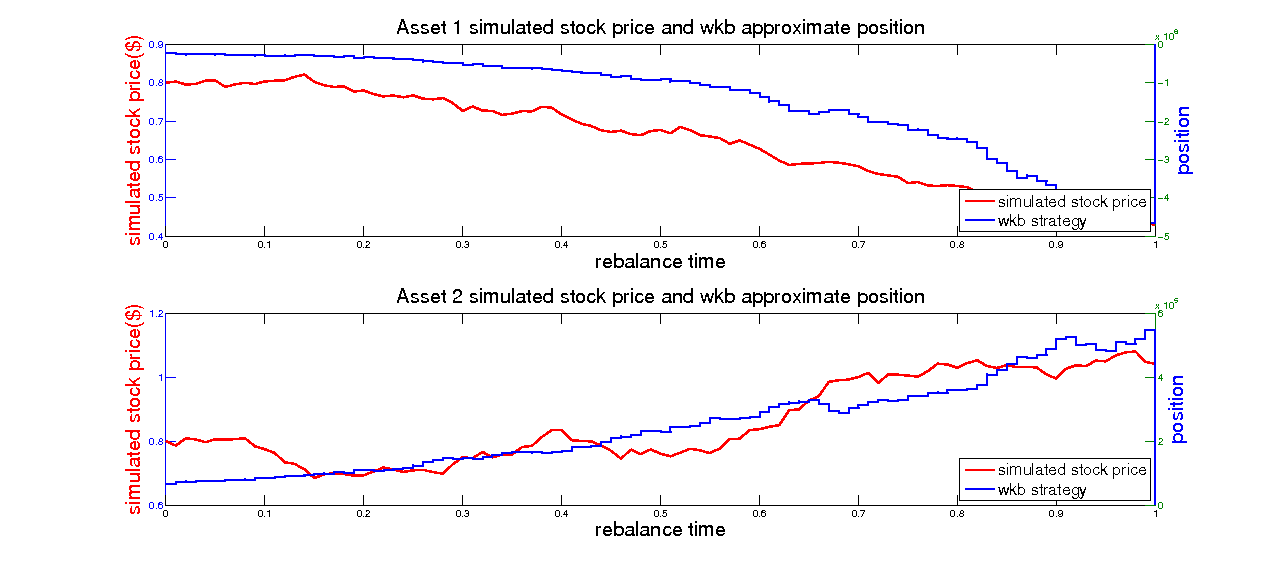 Asset 1 simulated stock price and wkb approximate position
simulated stock price($)
0.9
0.8
0.7
0.6
0.5
0.4
x 10
0
−1
−2
−3
−4
−5
position
0 0.1 0.2 0.3 0.4 0.5 0.6 0.7 0.8 0.9 1
rebalance time
simulated stock price
wkb strategy
Asset 2 simulated stock price and wkb approximate position
simulated stock price($)
1.2
1
0.8
0.6
x 10
6
4
2
0
position
0 0.1 0.2 0.3 0.4 0.5 0.6 0.7 0.8 0.9 1
rebalance time
simulated stock price
wkb strategy